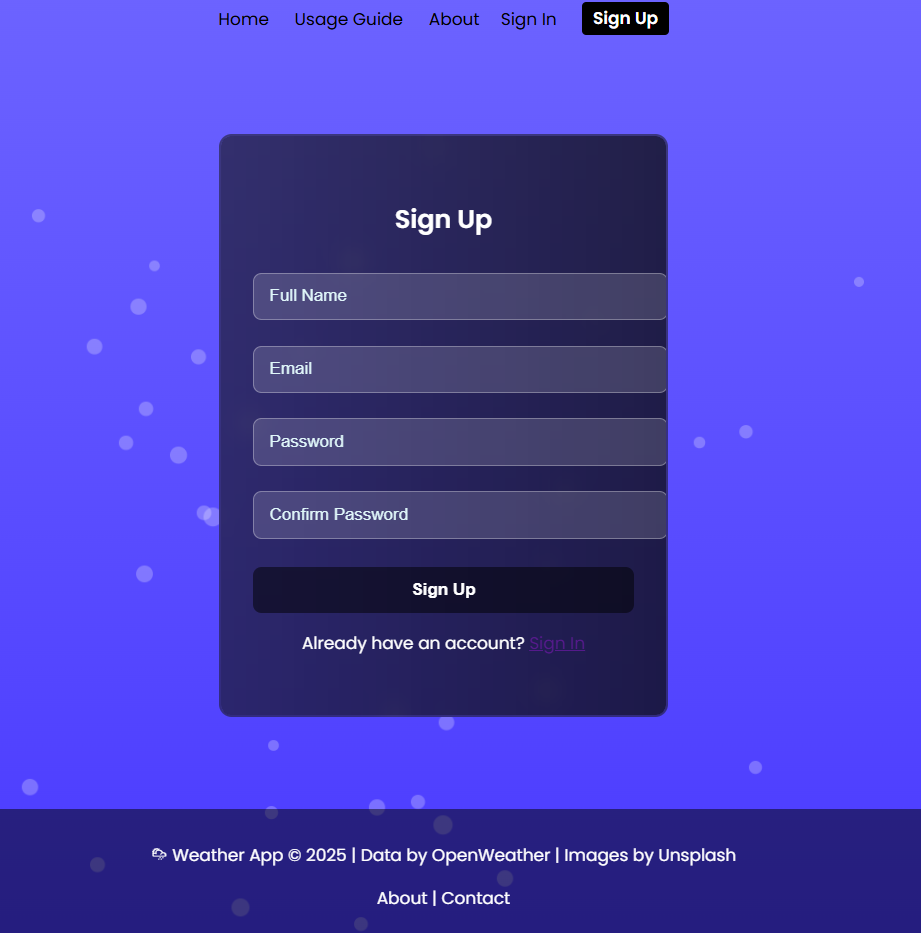 Home Usage Guide About Sign In Sign Up
Sign Up
Full Name
Email
Password
Confirm Password
Sign Up
Already have an account? Sign In
Weather App © 2025 | Data by OpenWeather | Images by Unsplash
About | Contact